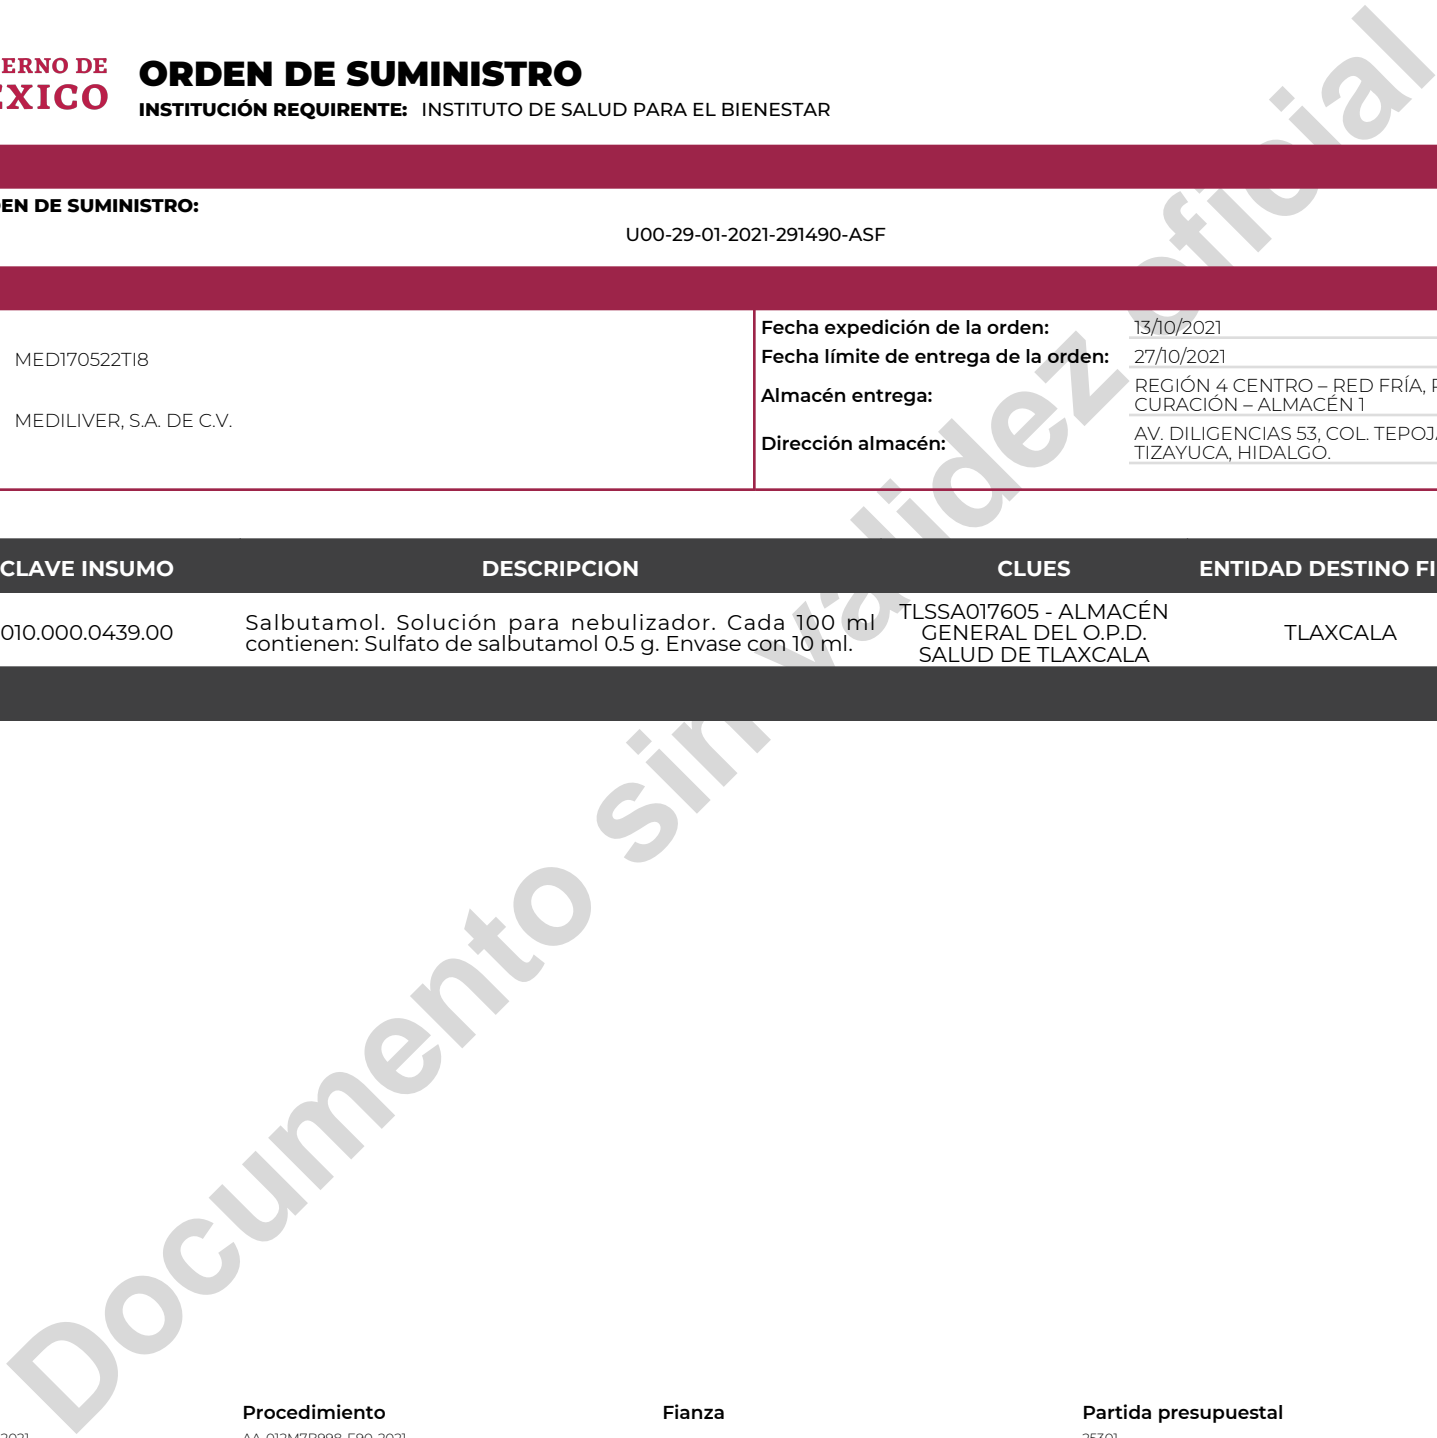 ERNO DE
ORDEN DE SUMINISTRO
INSTITUCIÓN REQUIRENTE: INSTITUTO DE SALUD PARA EL BIENESTAR
DEN DE SUMINISTRO:
U00-29-01-2021-291490-ASF
MED170522TI8
MEDILIVER, S.A. DE C.V.
Fecha expedición de la orden: 13/10/2021
Fecha límite de entrega de la orden: 27/10/2021
Almacén entrega: REGIÓN 4 CENTRO – RED FRÍA,
CURACIÓN – ALMACÉN 1
Dirección almacén: AV. DILIGENCIAS 53, COL. TEPOJ
TIZAYUCA, HIDALGO.
CLAVE INSUMO DESCRIPCION CLUES ENTIDAD DESTINO FI
010.000.0439.00
Salbutamol. Solución para nebulizador. Cada 100 ml
contienen: Sulfato de salbutamol 0.5 g. Envase con 10 ml.
TLSSA017605 - ALMACÉN
GENERAL DEL O.P.D.
SALUD DE TLAXCALA
TLAXCALA
Documento sin validez oficial
Procedimiento Fianza Partida presupuestal